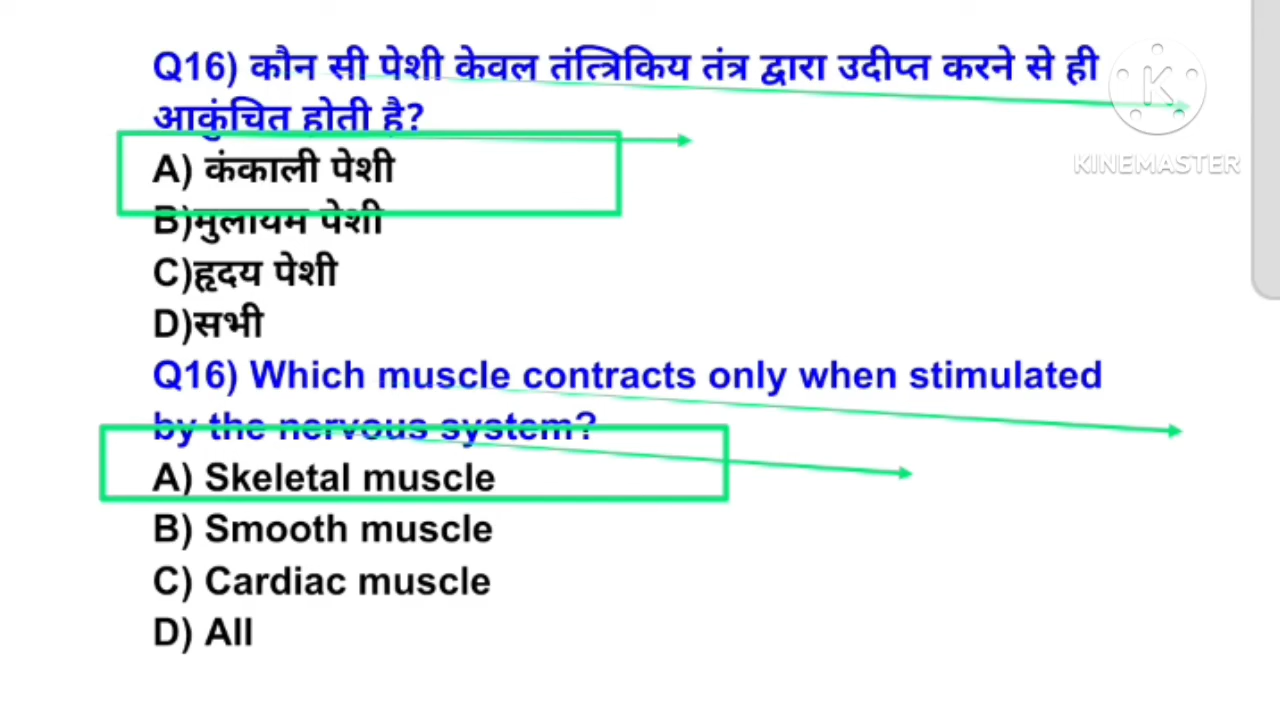 Q16) कौन सी पेशी केवल तंत्रिकिय तंत्र द्वारा उदीप्त करने से ही
आकुंचित होती है?
A) कंकाली पेशी
B)मुलायम पेशी
C)हृदय पेशी
D)सभी
Q16) Which muscle contracts only when stimulated
by the nervous system?
A) Skeletal muscle
B) Smooth muscle
C) Cardiac muscle
D) All
K
KINEMASTER